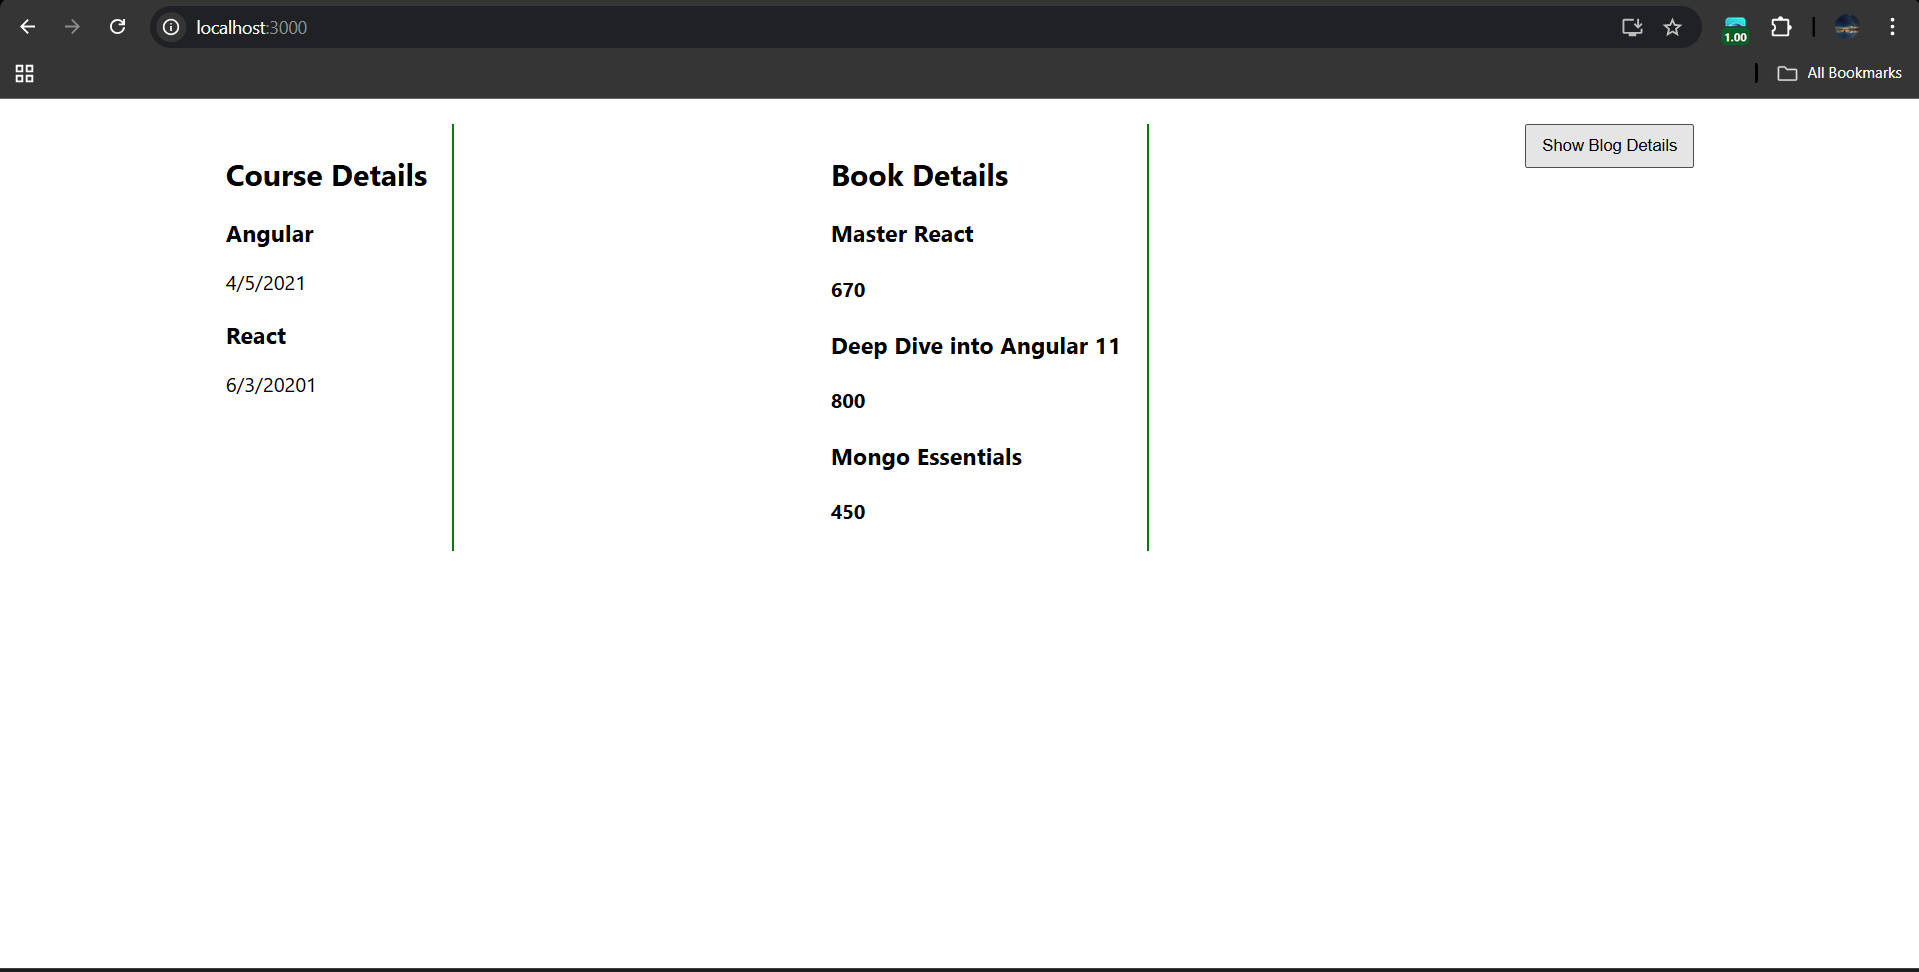 localhost:3000
1.00
All Bookmarks
Show Blog Details
Course Details
Angular
4/5/2021
React
6/3/20201
Book Details
Master React
670
Deep Dive into Angular 11
800
Mongo Essentials
450